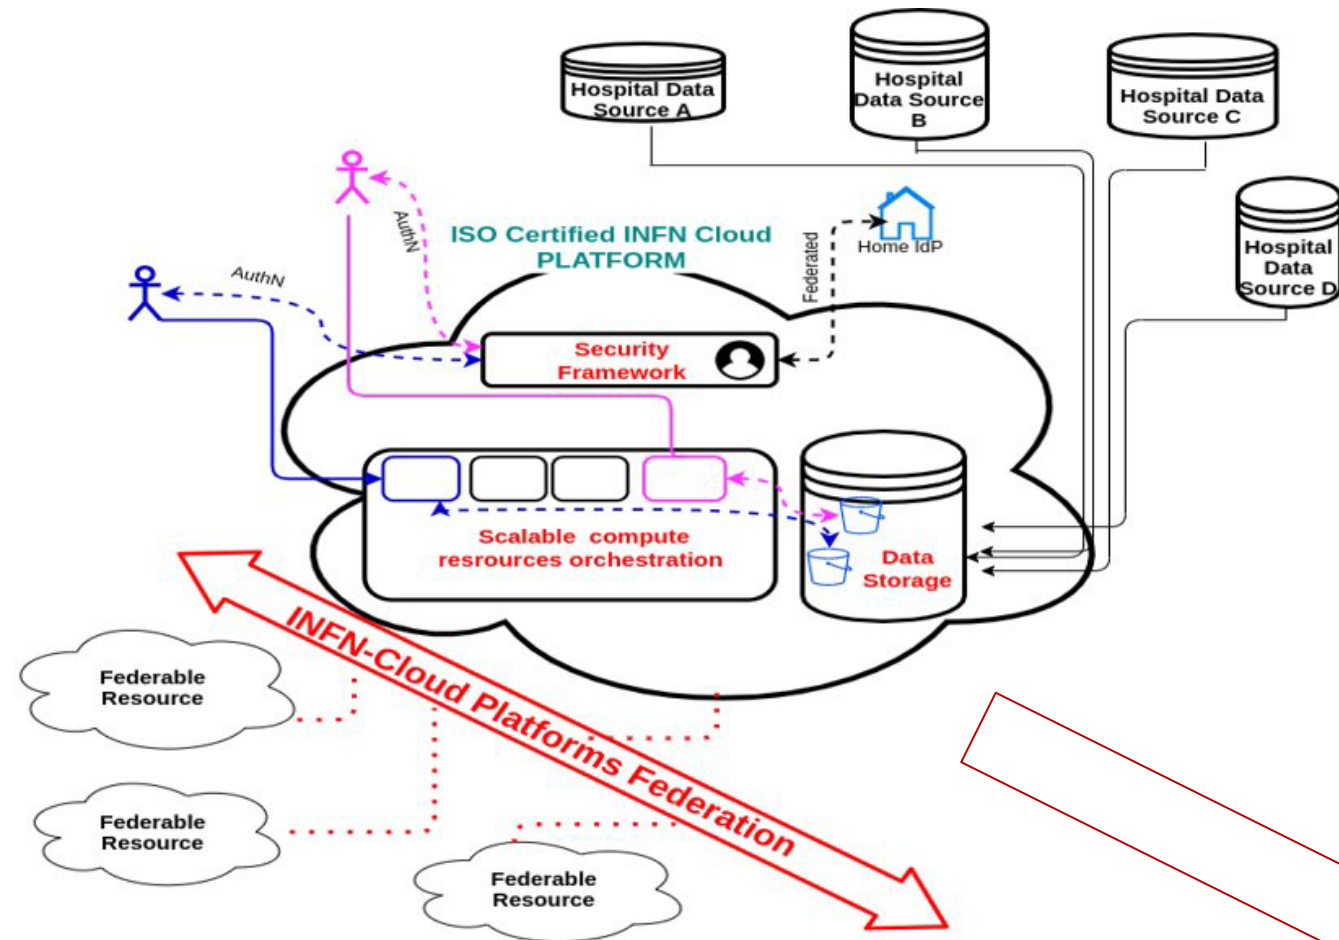 Hospital Data
Source A
Hospital
Data Source
B
Hospital Data
Source C
Hospital
Data
Source D
AuthN
AuthN
ISO Certified INFN Cloud
PLATFORM
Federated
Home IdP
Security
Framework
Scalable compute
resrources orchestration
Data
Storage
INFN-Cloud Platforms Federation
Federable
Resource
Federable
Resource
Federable
Resource